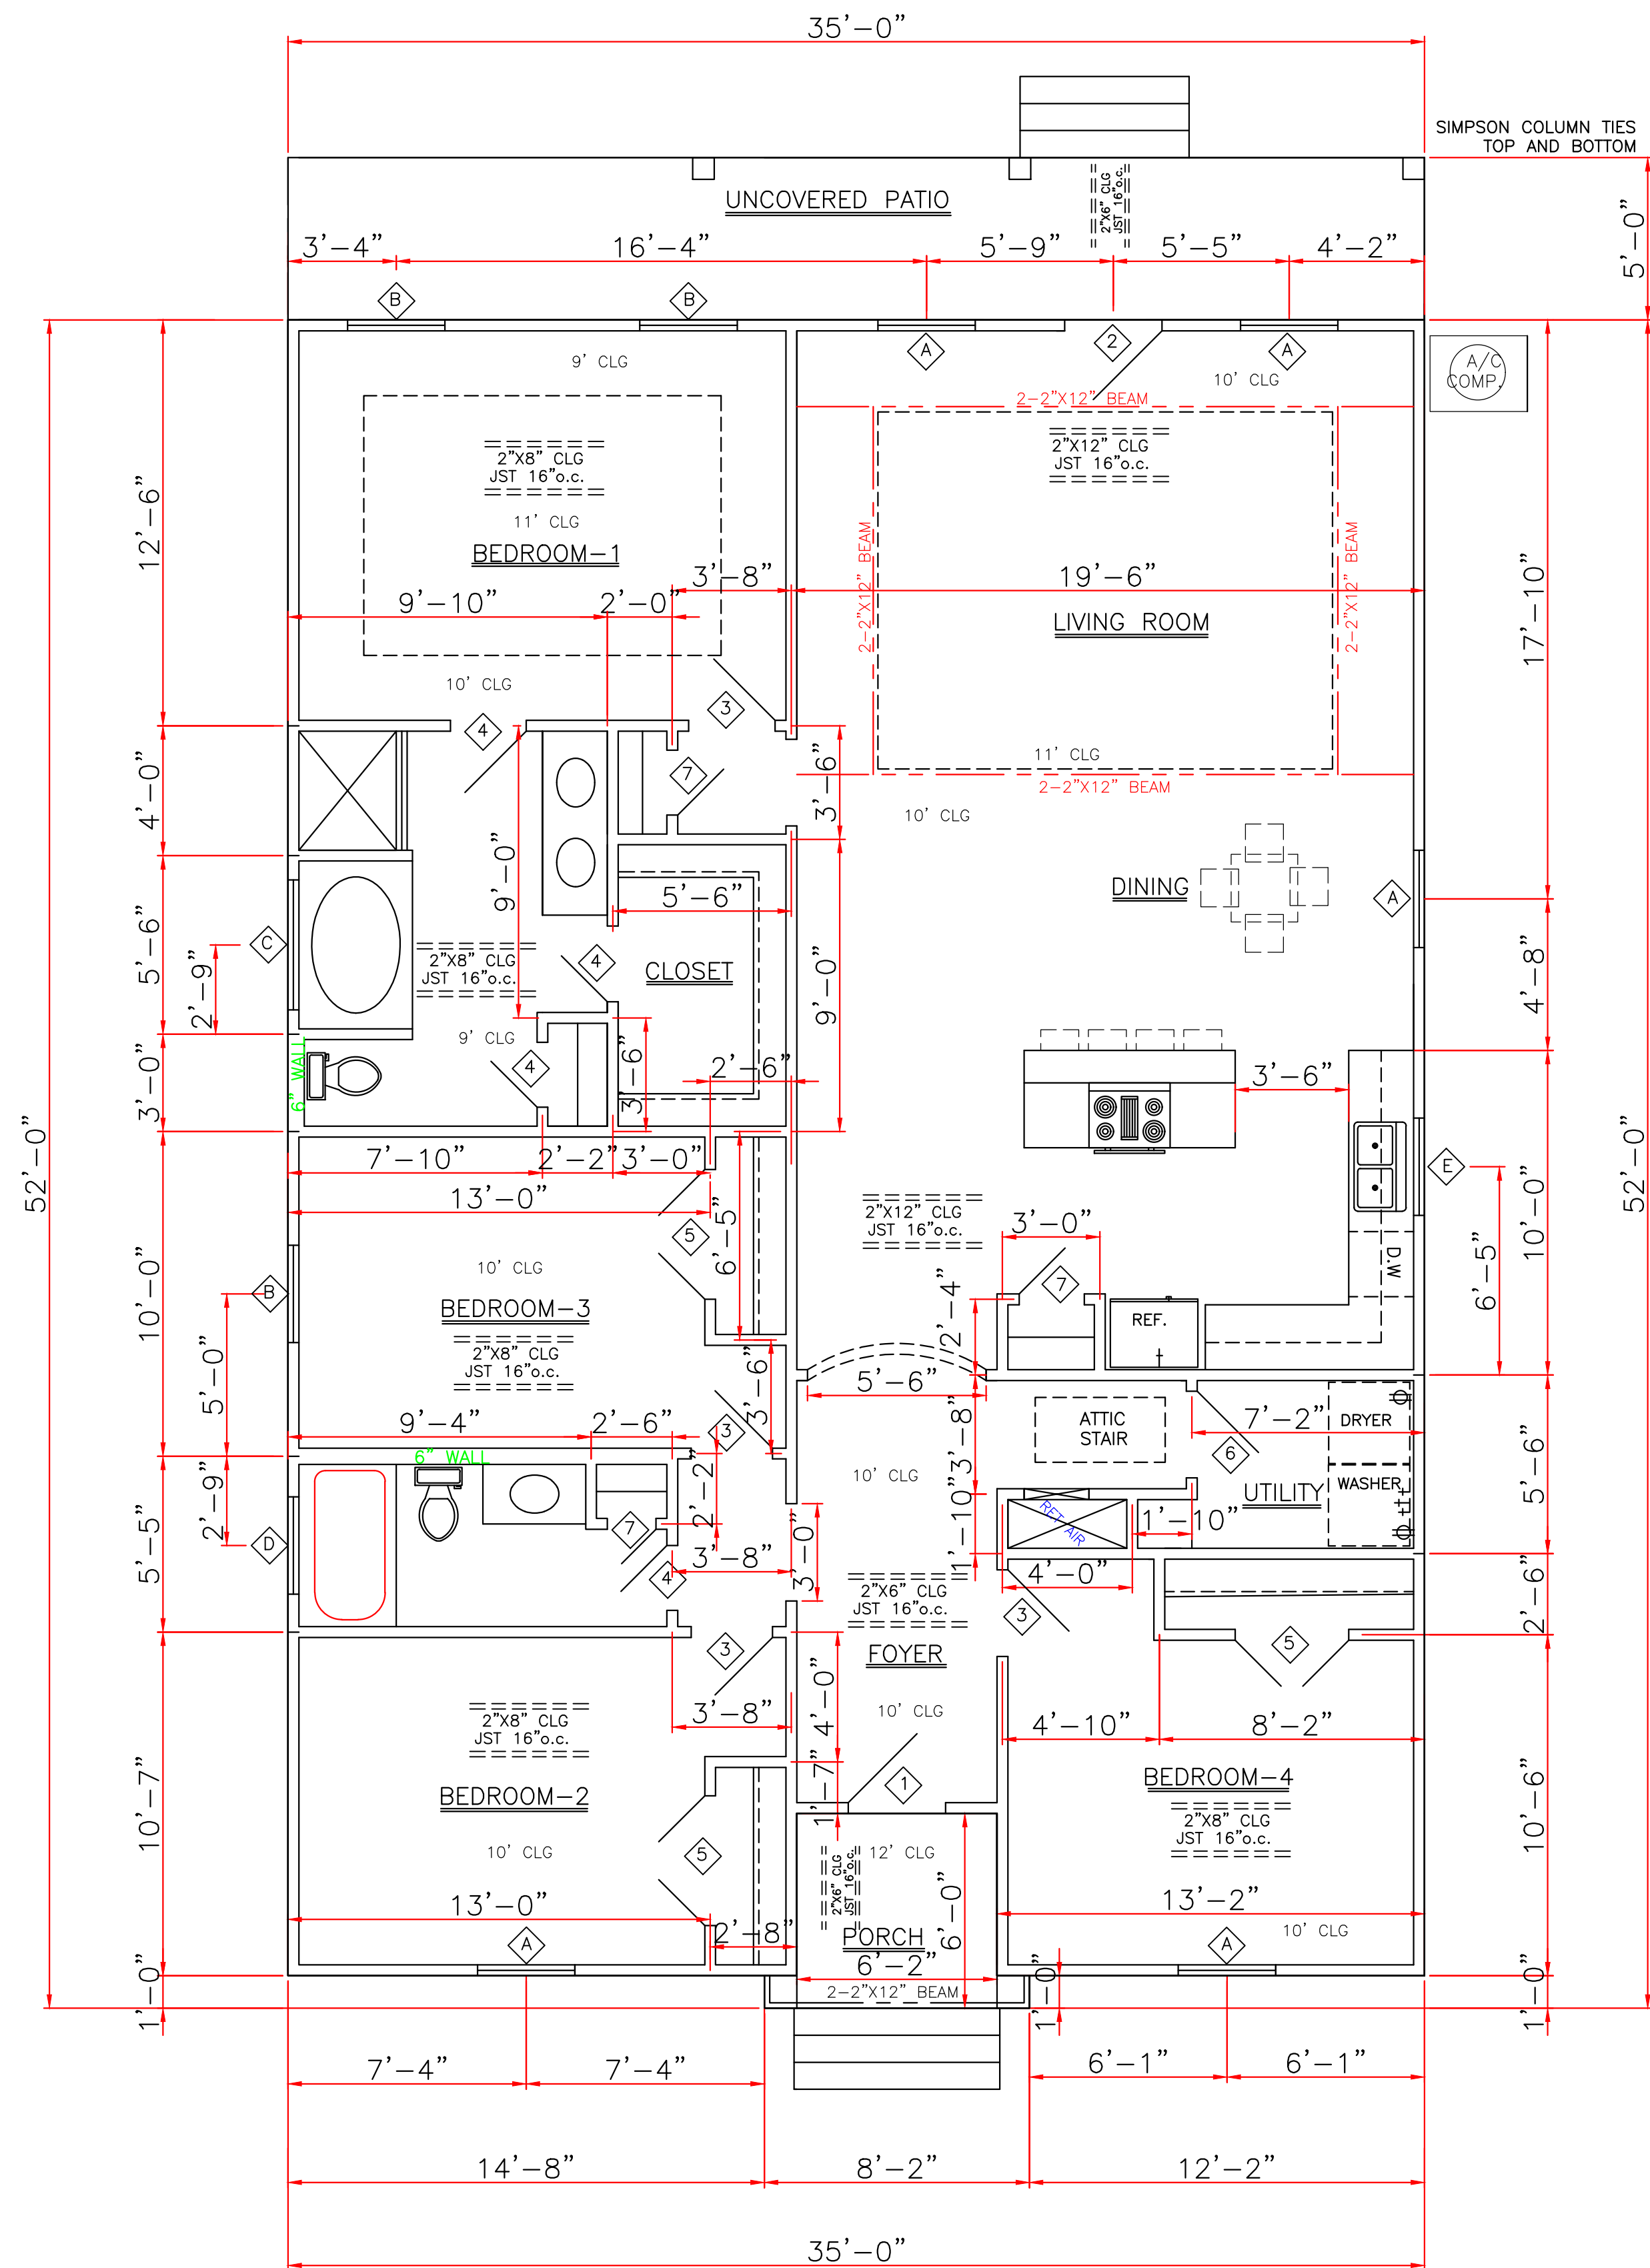 35'-0"
SIMPSON COLUMN TIES
TOP AND BOTTOM
UNCOVERED PATIO
2"X6" CLG
JST 16"o.c.
5'-0"
3'-4"
16'-4"
5'-9"
5'-5"
4'-2"
B
B
A
2
A
9' CLG
10' CLG
A/C
COMP.
2-2"X12" BEAM
2"X8" CLG
JST 16"o.c.
2"X12" CLG
JST 16"o.c.
12'-6"
11' CLG
BEDROOM-1
2-2"X12" BEAM
2-2"X12" BEAM
3'-8"
19'-6"
17'-10"
9'-10"
2'-0"
LIVING ROOM
10' CLG
3
4
11' CLG
2-2"X12" BEAM
7
3'-6"
4'-0"
10' CLG
9'-0"
5'-6"
DINING
A
5'-6"
C
2'-9"
2"X8" CLG
JST 16"o.c.
4
CLOSET
9'-0"
4'-8"
9' CLG
6" WALL
4
3'-6"
2'-6"
3'-6"
3'-0"
52'-0"
52'-0"
7'-10"
2'-2"
3'-0"
E
13'-0"
6'-5"
5
2"X12" CLG
JST 16"o.c.
3'-0"
10'-0"
6'-5"
D.W
10'-0"
B
10' CLG
BEDROOM-3
2"X8" CLG
JST 16"o.c.
7
2'-4"
REF.
5'-0"
3'-6"
5'-6"
9'-4"
2'-6"
3
6" WALL
ATTIC
STAIR
7'-2"
DRYER
6
3'-8"
5'-6"
10' CLG
2'-2"
UTILITY
WASHER
2'-9"
D
5'-5"
7
RET AIR
1'-10"
1'-10"
3'-8"
3'-0"
4
4'-0"
2"X6" CLG
JST 16"o.c.
3
2'-6"
FOYER
3
5
10' CLG
3'-8"
4'-0"
4'-10"
8'-2"
2"X8" CLG
JST 16"o.c.
BEDROOM-2
10'-7"
1'-7"
1
BEDROOM-4
2"X8" CLG
JST 16"o.c.
10'-6"
10' CLG
5
12' CLG
2"X6" CLG
JST 16"o.c.
13'-0"
2'-8"
A
PORCH
6'-0"
6'-2"
13'-2"
10' CLG
A
2-2"X12" BEAM
1'-0"
1'-0"
1'-0"
7'-4"
7'-4"
6'-1"
6'-1"
14'-8"
8'-2"
12'-2"
35'-0"